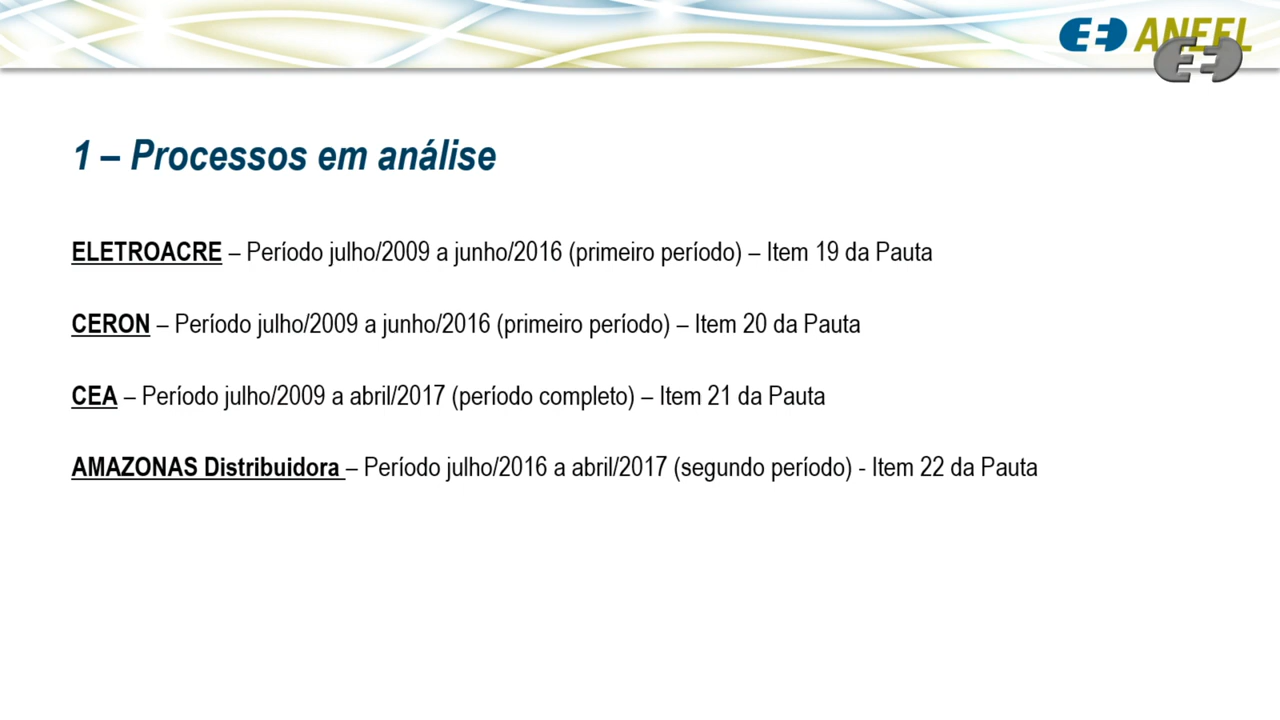 ANEEL
1 – Processos em análise
ELETROACRE – Período julho/2009 a junho/2016 (primeiro período) – Item 19 da Pauta
CERON – Período julho/2009 a junho/2016 (primeiro período) – Item 20 da Pauta
CEA – Período julho/2009 a abril/2017 (período completo) – Item 21 da Pauta
AMAZONAS Distribuidora – Período julho/2016 a abril/2017 (segundo período) - Item 22 da Pauta